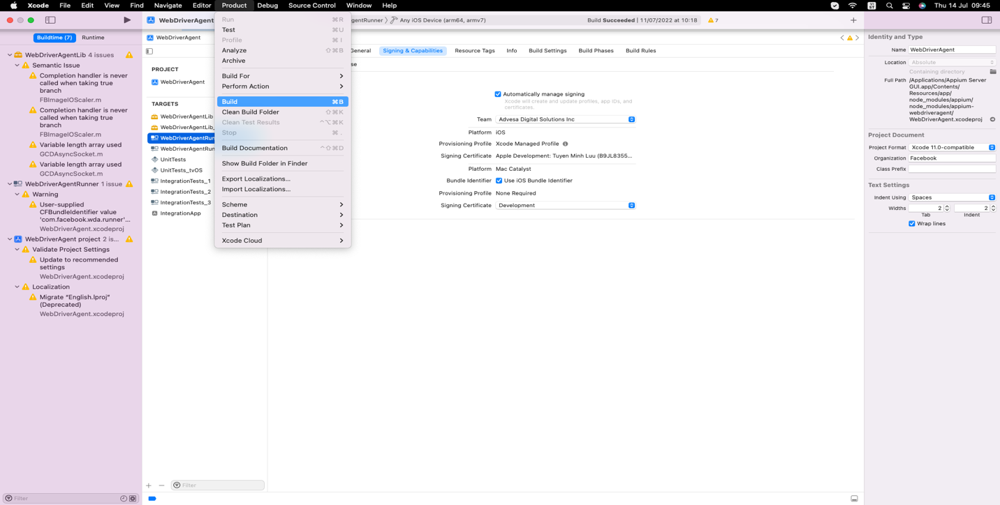 Xcode File Edit View Find Navigate Editor Product Debug Source Control Window Help
VI ST
Thu 14 Jul 09:45
WebDriverAgent
gentRunner 〉 Any iOS Device (arm64, armv7)
Build Succeeded | 11/07/2022 at 10:18
7
Buildtime (7) Runtime
WebDriverAgentLib 4 issues
Semantic Issue
Completion handler is never
called when taking true
branch
FBImageIOScaler.m
Completion handler is never
called when taking true
branch
FBImageIOScaler.m
Variable length array used
GCDAsyncSocket.m
Variable length array used
GCDAsyncSocket.m
WebDriverAgentRunner 1 issue
Warning
User-supplied
CFBundleIdentifier value
'com.facebook.wda.runner'...
WebDriverAgent.xcodeproj
WebDriverAgent project 2 is...
Validate Project Settings
Update to recommended
settings
WebDriverAgent.xcodeproj
Localization
Migrate “English.lproj”
(Deprecated)
WebDriverAgent.xcodeproj
Filter
WebDriverAgent
PROJECT
WebDriverAgent
TARGETS
WebDriverAgentLib
WebDriverAgentLib_
WebDriverAgentRun
WebDriverAgentRun
UnitTests
UnitTests_tvOS
IntegrationTests_1
IntegrationTests_2
IntegrationTests_3
IntegrationApp
Filter
Run ⌘R
Test ⌘U
Profile ⌘I
Analyze ⇧⌘B
Archive
Build For
Perform Action
Build ⌘B
Clean Build Folder ⇧⌘K
Clean Test Results ^⌥⌘K
Stop ⌘.
Build Documentation ^⇧⌘D
Show Build Folder in Finder
Export Localizations...
Import Localizations...
Scheme
Destination
Test Plan
Xcode Cloud
General Signing & Capabilities Resource Tags Info Build Settings Build Phases Build Rules
se
Automatically manage signing
Xcode will create and update profiles, app IDs, and
certificates.
Team Advesa Digital Solutions Inc
Platform iOS
Provisioning Profile Xcode Managed Profile
Signing Certificate Apple Development: Tuyen Minh Luu (B9JL8355...
Platform Mac Catalyst
Bundle Identifier Use iOS Bundle Identifier
Provisioning Profile None Required
Signing Certificate Development
Identity and Type
Name WebDriverAgent
Location Absolute
Containing directory
Full Path /Applications/Appium Server
GUI.app/Contents/
Resources/app/
node_modules/appium/
node_modules/appium-
webdriveragent/
WebDriverAgent.xcodeproj
Project Document
Project Format Xcode 11.0-compatible
Organization Facebook
Class Prefix
Text Settings
Indent Using Spaces
Widths 2 2
Tab Indent
Wrap lines